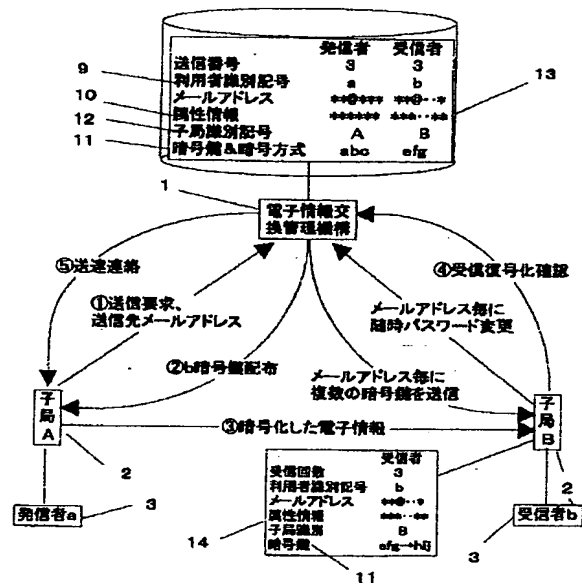 発信者 受信者
送信番号 3 3
9 利用者識別記号 a b
メールアドレス **@*** **@・・*
10 属性情報 ****** ***・・**
12 子局識別記号 A B
11 暗号鍵&暗号方式 abc efg
13
1
電子情報交
換管理機構
⑤送達連絡
④受信復号化確認
①送信要求、
送信先メールアドレス
メールアドレス毎に
随時パスワード変更
②b暗号鍵配布
メールアドレス毎に
複数の暗号鍵を送信
子局A
③暗号化した電子情報
子局B
2
2
発信者a
3
受信者
受信回数 3
利用者識別記号 b
メールアドレス **@・・*
属性情報 ***・・**
子局識別 B
暗号鍵 efg→hij
14
11
受信者b
3